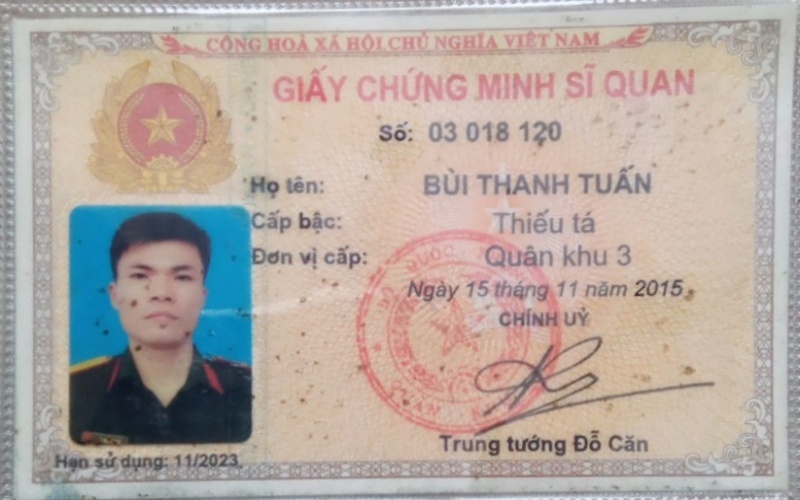 CỘNG HOÀ XÃ HỘI CHỦ NGHĨA VIỆT NAM
GIẤY CHỨNG MINH SĨ QUAN
Số: 03 018 120
Họ tên: BÙI THANH TUẤN
Cấp bậc: Thiếu tá
Đơn vị cấp: Quân khu 3
Ngày 15 tháng 11 năm 2015
CHÍNH UỶ
Trung tướng Đỗ Căn
Hạn sử dụng: 11/2023